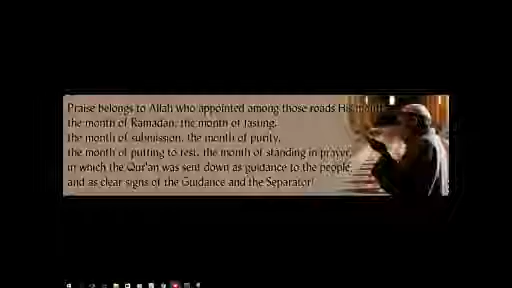 Praise belongs to Allah who appointed among those roads His month
the month of Ramadan, the month of fasting,
the month of submission, the month of purity,
the month of putting to test, the month of standing in prayer,
in which the Qur'an was sent down as guidance to the people,
and as clear signs of the Guidance and the Separator!